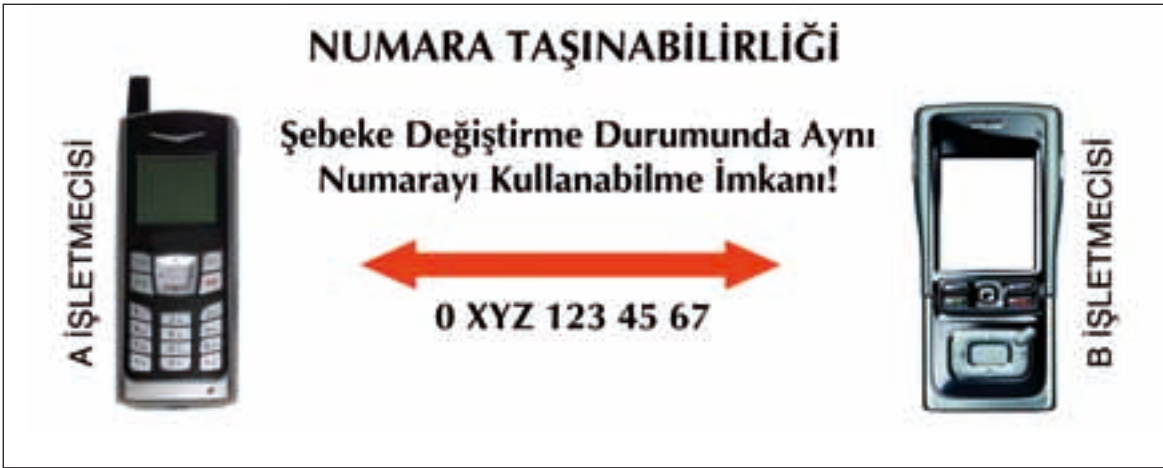 NUMARA TAŞINABİLİRLİĞİ
Şebeke Değiştirme Durumunda Aynı
Numarayı Kullanabilme İmkanı!
0 XYZ 123 45 67
A İŞLETMECİSİ
B İŞLETMECİSİ